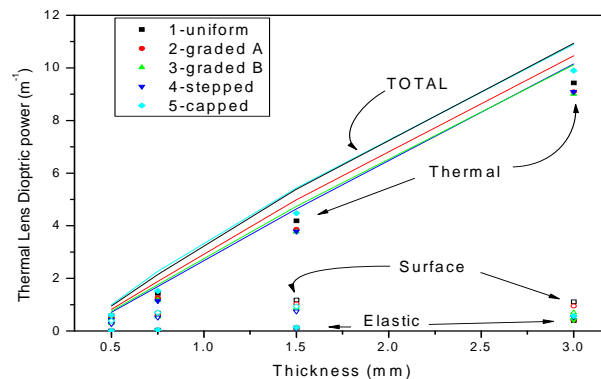 12
10
8
6
4
2
0
0.5
1.0
1.5
2.0
2.5
3.0
Thermal Lens Dioptric power (m⁻¹)
Thickness (mm)
1-uniform
2-graded A
3-graded B
4-stepped
5-capped
TOTAL
Thermal
Surface
Elastic